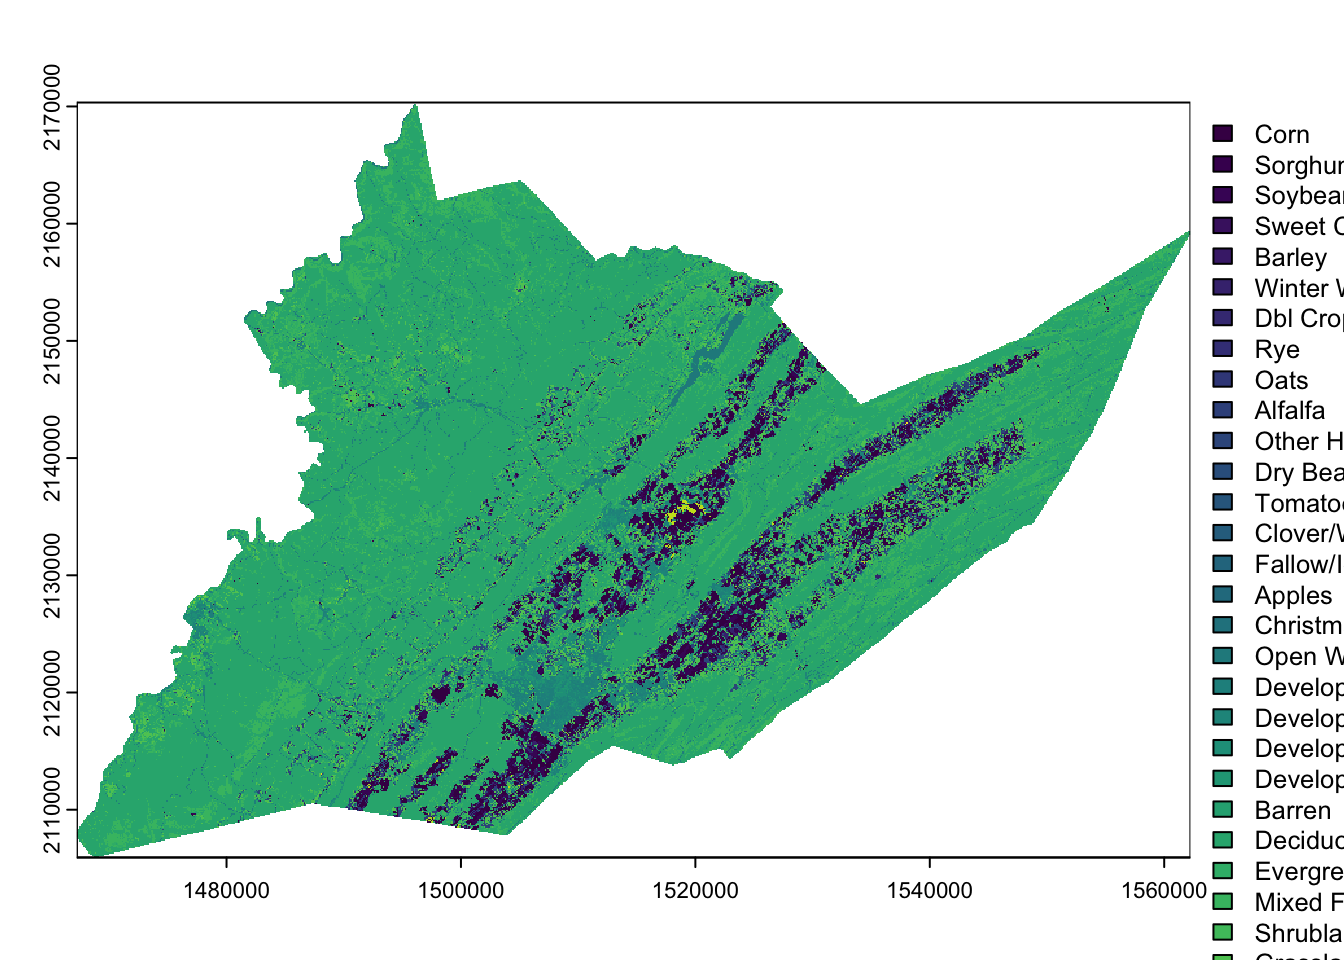 2170000
2160000
2150000
2140000
2130000
2120000
2110000
1480000
1500000
1520000
1540000
1560000
Corn
Sorghur
Soybear
Sweet C
Barley
Winter W
Dbl Crop
Rye
Oats
Alfalfa
Other H
Dry Bea
Tomatoe
Clover/W
Fallow/I
Apples
Christm
Open W
Develop
Develop
Develop
Develop
Barren
Deciduo
Evergre
Mixed F
Shrubla
Grassla